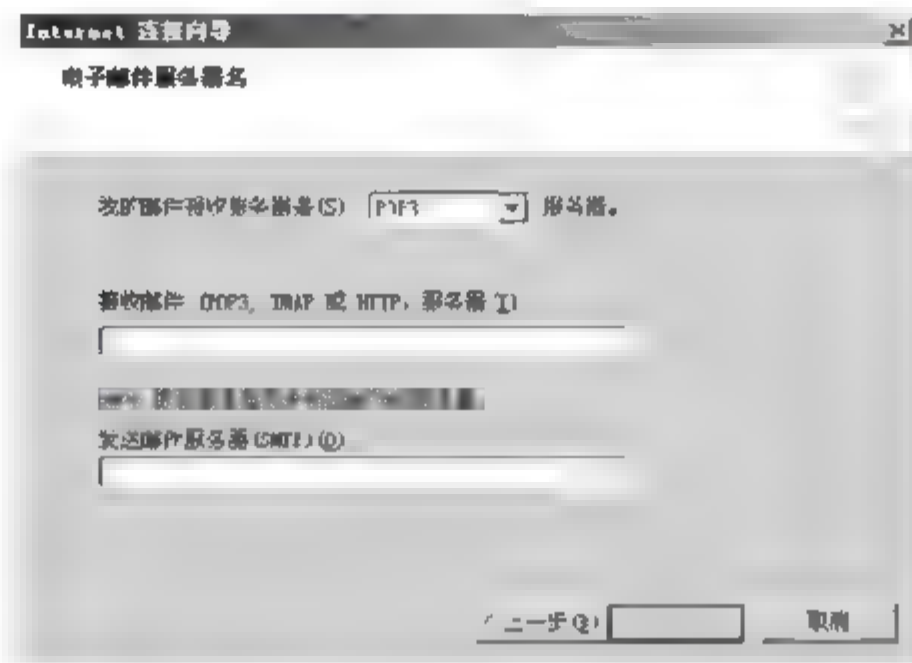 Internet 连接向导
电子邮件服务器名
我的邮件接收服务器是(S) POP3 服务器。
接收邮件 (POP3, IMAP 或 HTTP) 服务器(I)
发送邮件服务器(SMTP)(O)
上一步(B) 取消